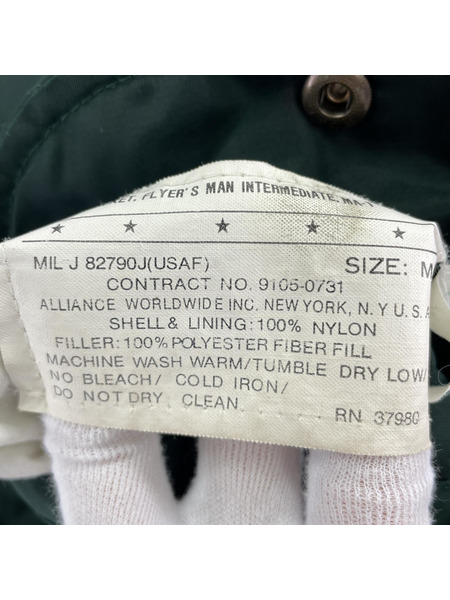 FLYER'S MAN INTERMEDIATE,
MIL J 82790J(USAF) SIZE:
CONTRACT NO. 9105-0731
ALLIANCE WORLDWIDE INC. NEW YORK, N.Y U.S.A
SHELL & LINING:100% NYLON
FILLER:100% POLYESTER FIBER FILL
MACHINE WASH WARM/TUMBLE DRY LOW/
NO BLEACH/ COLD IRON/
DO NOT DRY CLEAN. RN 37980